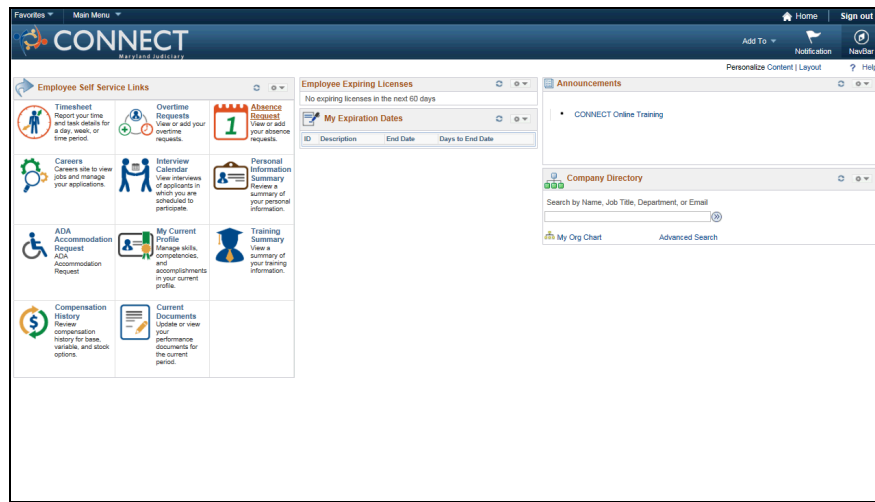 Favorites Main Menu
Home Sign out
CONNECT
Maryland Judiciary
Add To
Notification
NavBar
Personalize Content | Layout ? Help
Employee Self Service Links
Timesheet
Report your time
and task details for
a day, week, or
time period.
Overtime
Requests
View or add your
overtime
requests.
Absence
Request
View or add
your absence
requests.
1
Careers
Careers site to view
jobs and manage
your applications.
Interview
Calendar
View interviews
of applicants in
which you are
scheduled to
participate.
Personal
Information
Summary
Review a
summary of
your personal
information.
ADA
Accommodation
Request
ADA
Accommodation
Request
My Current
Profile
Manage skills,
competencies,
and
accomplishments
in your current
profile.
Training
Summary
View a
summary of
your training
information.
Compensation
History
Review
compensation
history for base,
variable, and stock
options.
$
Current
Documents
Update or view
your
performance
documents for
the current
period.
Employee Expiring Licenses
No expiring licenses in the next 60 days
My Expiration Dates
ID Description End Date Days to End Date
Announcements
• CONNECT Online Training
Company Directory
Search by Name, Job Title, Department, or Email
My Org Chart Advanced Search